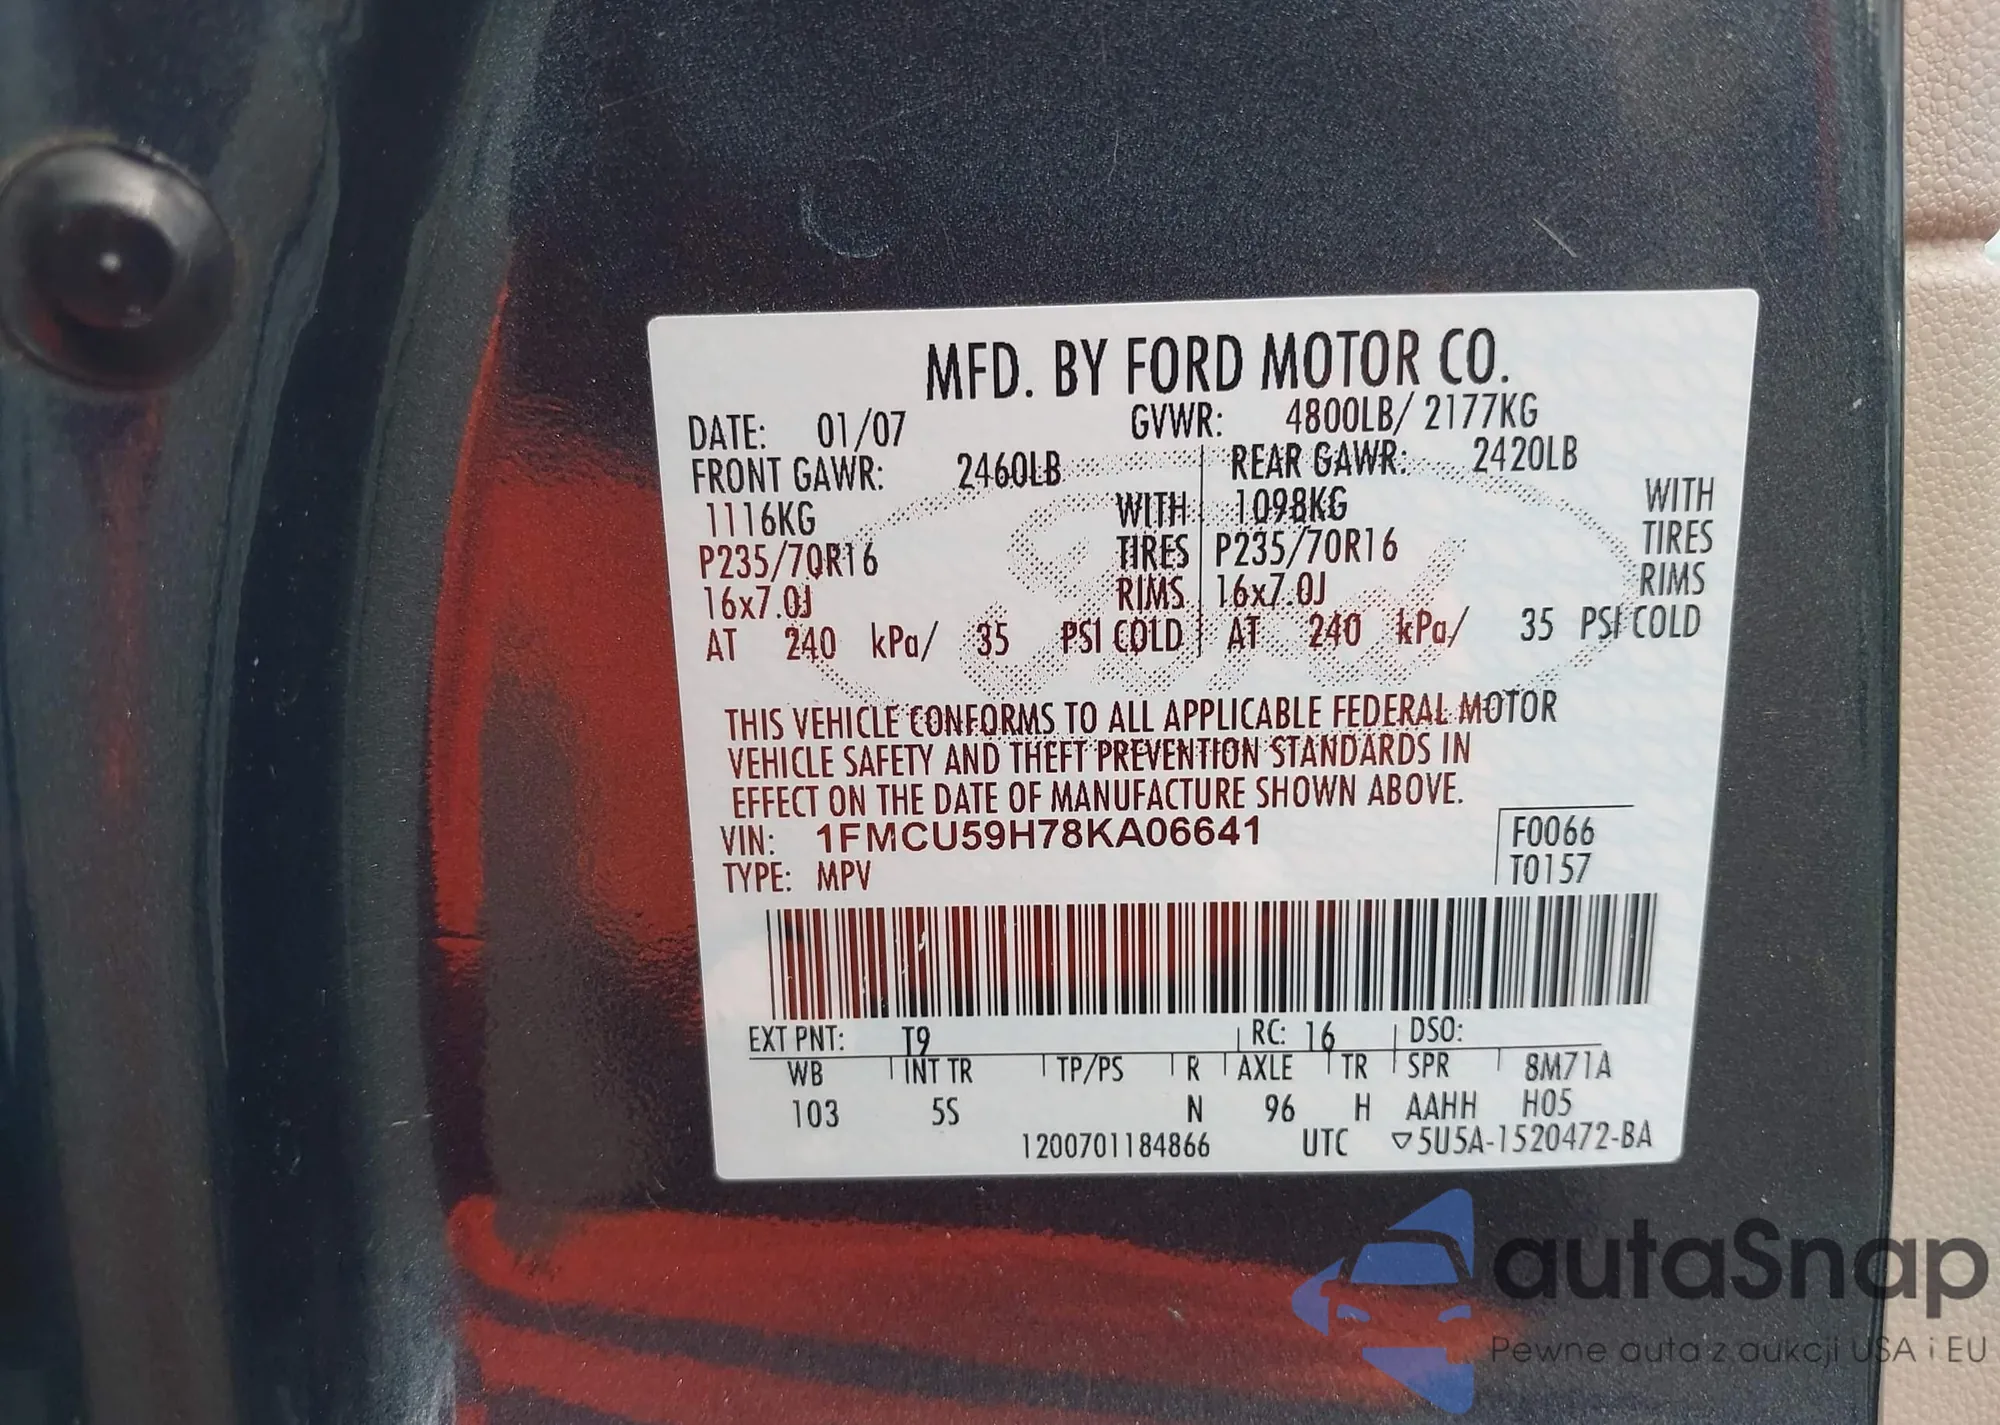 MFD. BY FORD MOTOR CO.
DATE: 01/07 GVWR: 4800LB/ 2177KG
FRONT GAWR: 2460LB REAR GAWR: 2420LB
1116KG WITH 1098KG WITH
P235/70R16 TIRES P235/70R16 TIRES
16x7.0J RIMS 16x7.0J RIMS
AT 240 kPa/ 35 PSI COLD AT 240 kPa/ 35 PSI COLD
THIS VEHICLE CONFORMS TO ALL APPLICABLE FEDERAL MOTOR
VEHICLE SAFETY AND THEFT PREVENTION STANDARDS IN
EFFECT ON THE DATE OF MANUFACTURE SHOWN ABOVE.
VIN: 1FMCU59H78KA06641 F0066
TYPE: MPV T0157
EXT PNT: T9 RC: 16 DSO:
WB INT TR TP/PS R AXLE TR SPR 8M71A
103 5S N 96 H AAHH H05
1200701184866 UTC ▽5U5A-1520472-BA
autaSnap
Pewne auta z aukcji USA i EU